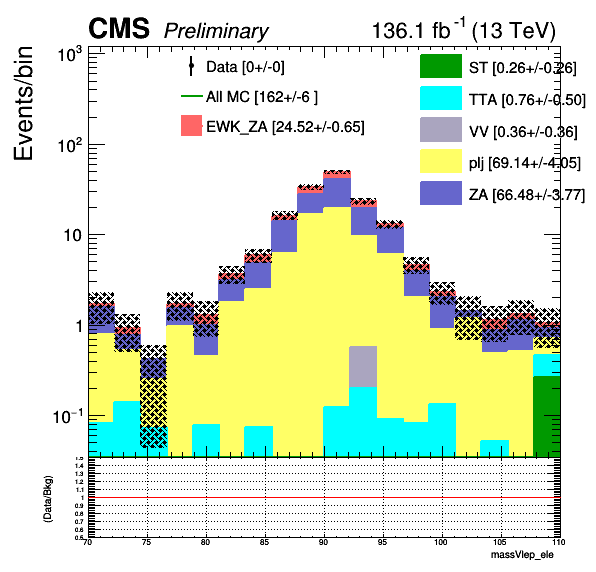 CMS Preliminary 136.1 fb⁻¹ (13 TeV)
Events/bin
10³
10²
10
1
10⁻¹
Data [0+/-0]
All MC [162+/-6 ]
EWK_ZA [24.52+/-0.65]
ST [0.26+/-0.26]
TTA [0.76+/-0.50]
VV [0.36+/-0.36]
plj [69.14+/-4.05]
ZA [66.48+/-3.77]
(Data/Bkg)
1.5
1.4
1.3
1.2
1.1
1
0.9
0.8
0.7
0.6
0.5
70 75 80 85 90 95 100 105 110
massVlep_ele